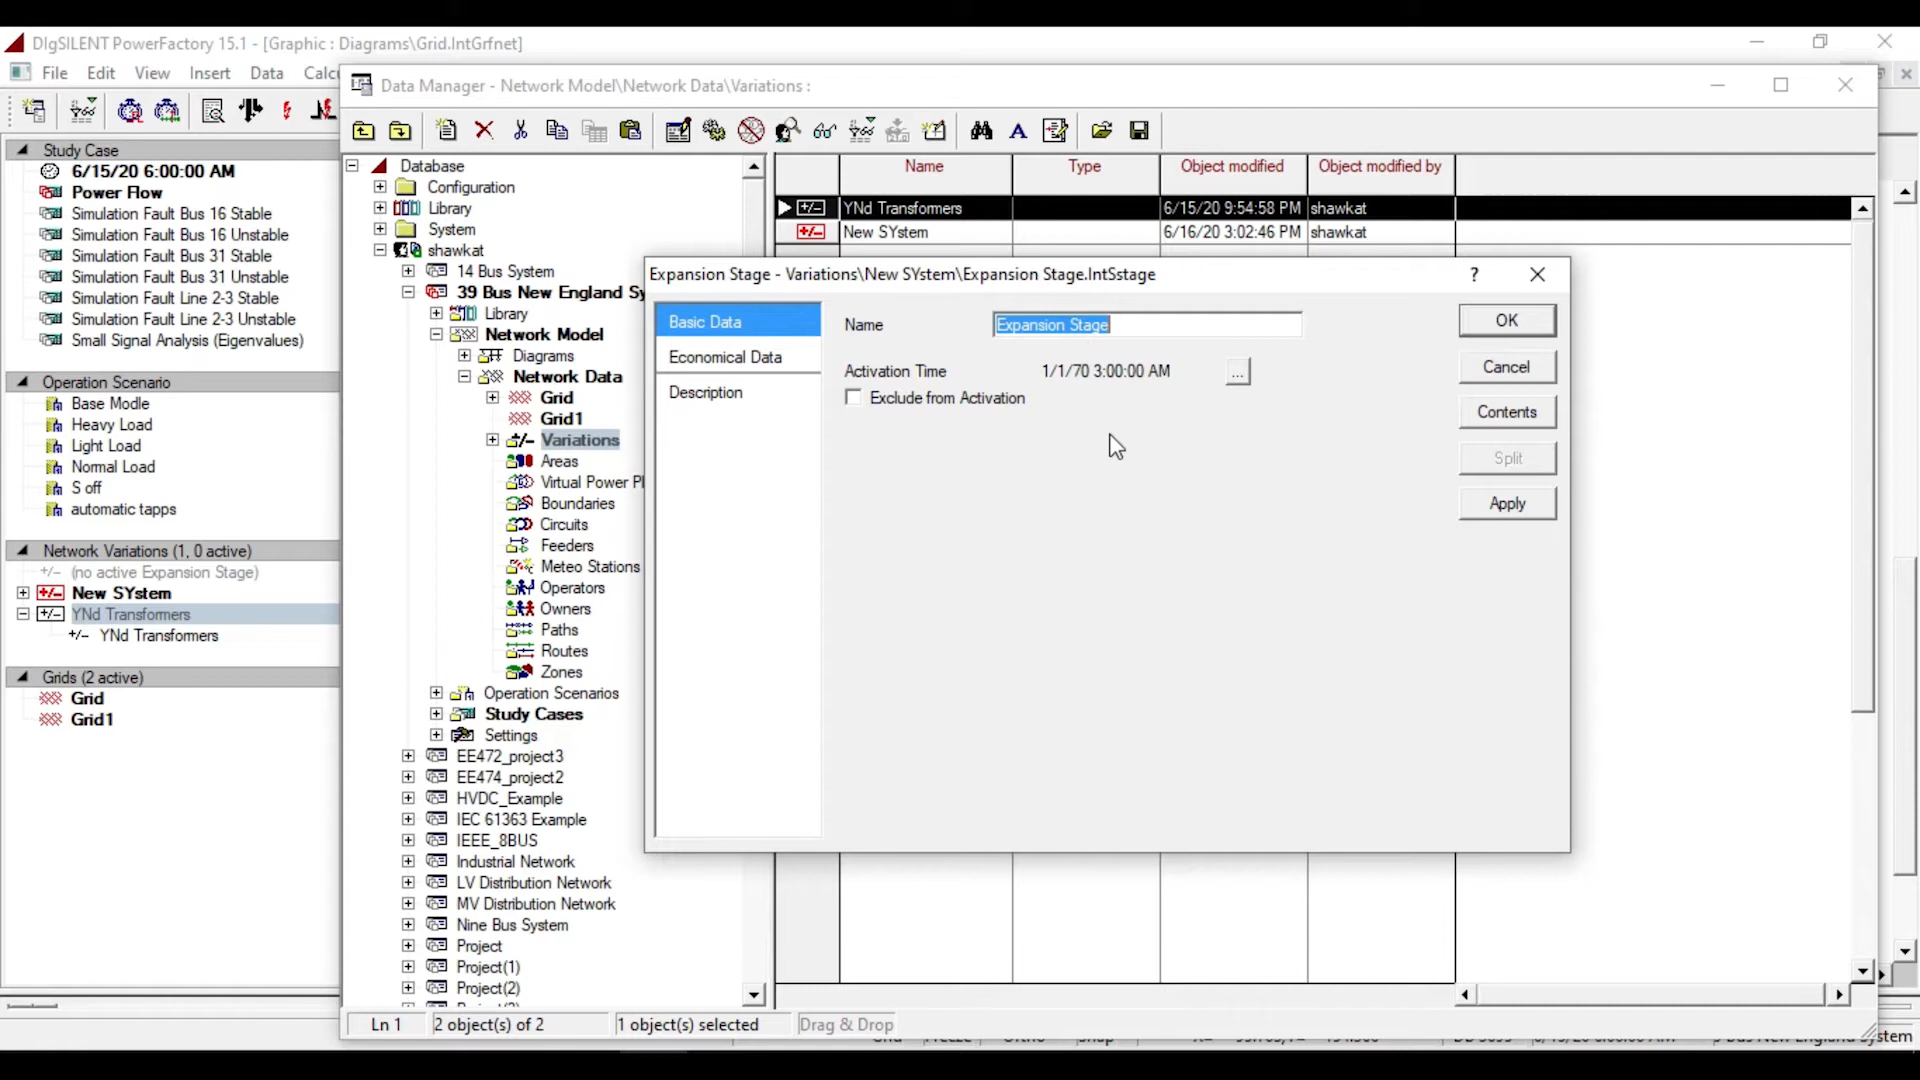 DIgSILENT PowerFactory 15.1 - [Graphic : Diagrams\Grid.IntGrfnet]
File Edit View Insert Data Calcu
Data Manager - Network Model\Network Data\Variations :
Study Case
6/15/20 6:00:00 AM
Power Flow
Simulation Fault Bus 16 Stable
Simulation Fault Bus 16 Unstable
Simulation Fault Bus 31 Stable
Simulation Fault Bus 31 Unstable
Simulation Fault Line 2-3 Stable
Simulation Fault Line 2-3 Unstable
Small Signal Analysis (Eigenvalues)
Operation Scenario
Base Modle
Heavy Load
Light Load
Normal Load
S off
automatic tapps
Network Variations (1, 0 active)
(no active Expansion Stage)
New SYstem
YNd Transformers
YNd Transformers
Grids (2 active)
Grid
Grid1
Database
Configuration
Library
System
shawkat
14 Bus System
39 Bus New England Sy
Library
Network Model
Diagrams
Network Data
Grid
Grid1
Variations
Areas
Virtual Power Pl
Boundaries
Circuits
Feeders
Meteo Stations
Operators
Owners
Paths
Routes
Zones
Operation Scenarios
Study Cases
Settings
EE472_project3
EE474_project2
HVDC_Example
IEC 61363 Example
IEEE_8BUS
Industrial Network
LV Distribution Network
MV Distribution Network
Nine Bus System
Project
Project(1)
Project(2)
Name Type Object modified Object modified by
YNd Transformers 6/15/20 9:54:58 PM shawkat
New SYstem 6/16/20 3:02:46 PM shawkat
Expansion Stage - Variations\New SYstem\Expansion Stage.IntSstage
?
Basic Data
Economical Data
Description
Name Expansion Stage
Activation Time 1/1/70 3:00:00 AM ...
Exclude from Activation
OK
Cancel
Contents
Split
Apply
Ln 1 2 object(s) of 2 1 object(s) selected Drag & Drop
stem